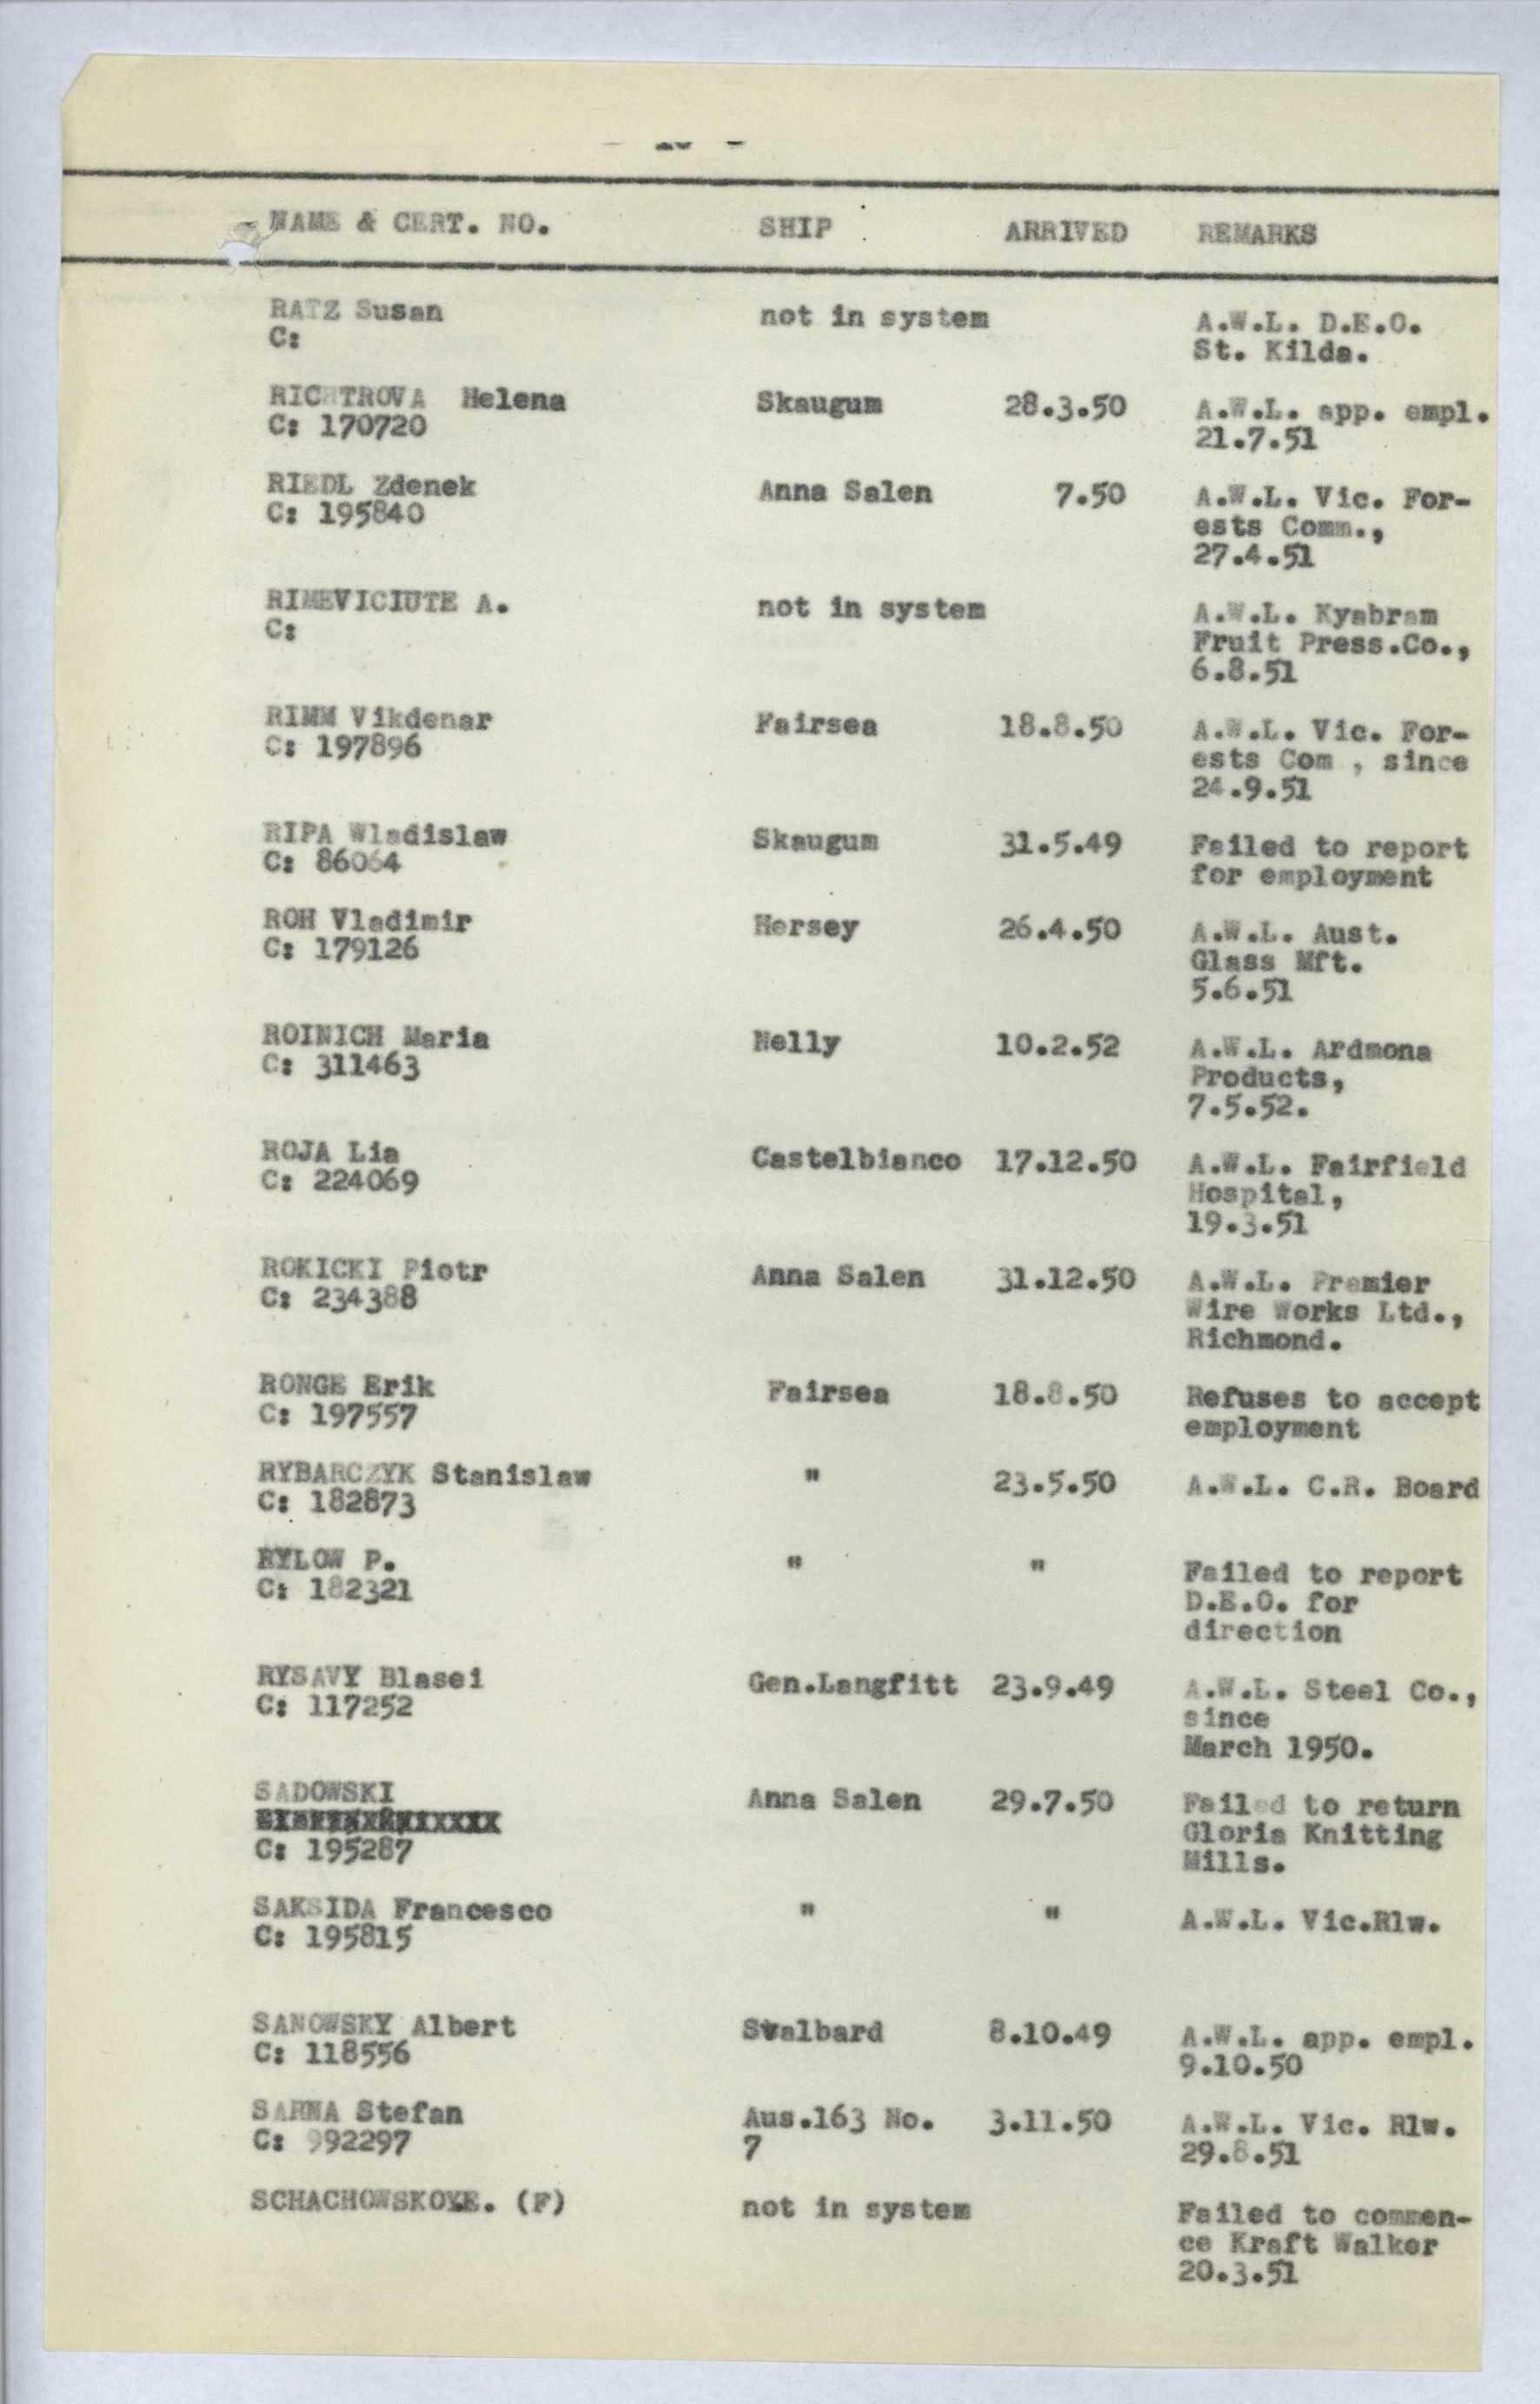 NAME & CERT. NO. SHIP ARRIVED REMARKS
RATZ Susan not in system A.W.L. D.E.O.
C: St. Kilda.
RICHTROVA Helena Skaugum 28.3.50 A.W.L. app. empl.
C: 170720 21.7.51
RIEDL Zdenek Anna Salen 7.50 A.W.L. Vic. For-
C: 195840 ests Comm.,
27.4.51
RIMEVICIUTE A. not in system A.W.L. Kyabram
C: Fruit Press.Co.,
6.8.51
RIMM Vikdenar Fairsea 18.8.50 A.W.L. Vic. For-
C: 197896 ests Com , since
24.9.51
RIPA Wladislaw Skaugum 31.5.49 Failed to report
C: 86064 for employment
ROH Vladimir Hersey 26.4.50 A.W.L. Aust.
C: 179126 Glass Mft.
5.6.51
ROINICH Maria Nelly 10.2.52 A.W.L. Ardmona
C: 311463 Products,
7.5.52.
ROJA Lia Castelbianco 17.12.50 A.W.L. Fairfield
C: 224069 Hospital,
19.3.51
ROKICKI Piotr Anna Salen 31.12.50 A.W.L. Premier
C: 234388 Wire Works Ltd.,
Richmond.
RONGE Erik Fairsea 18.8.50 Refuses to accept
C: 197557 employment
RYBARCZYK Stanislaw " 23.5.50 A.W.L. C.R. Board
C: 182873
RYLOW P. " " Failed to report
C: 182321 D.E.O. for
direction
RYSAVY Blasei Gen.Langfitt 23.9.49 A.W.L. Steel Co.,
C: 117252 since
March 1950.
SADOWSKI Anna Salen 29.7.50 Failed to return
Gloria Knitting
C: 195287 Mills.
SAKSIDA Francesco " " A.W.L. Vic.Rlw.
C: 195815
SANOWSKY Albert Svalbard 8.10.49 A.W.L. app. empl.
C: 118556 9.10.50
SARNA Stefan Aus.163 No. 3.11.50 A.W.L. Vic. Rlw.
C: 992297 7 29.8.51
SCHACHOWSKOYE. (F) not in system Failed to commen-
ce Kraft Walker
20.3.51